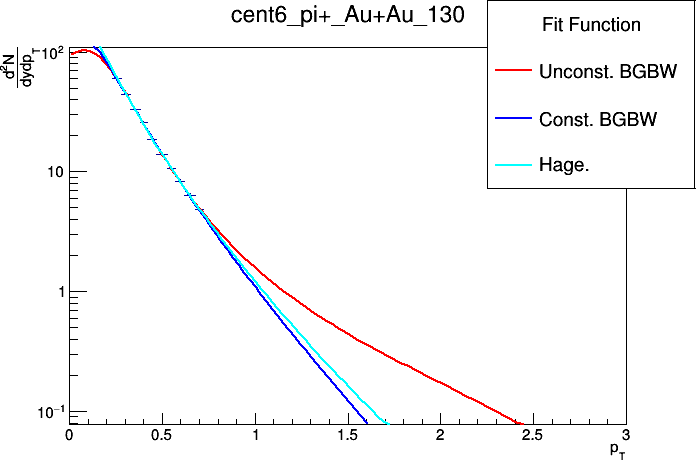 cent6_pi+_Au+Au_130
Fit Function
Unconst. BGBW
Const. BGBW
Hage.
d²N
dydp_T
10²
10
1
10⁻¹
0 0.5 1 1.5 2 2.5 3
p_T